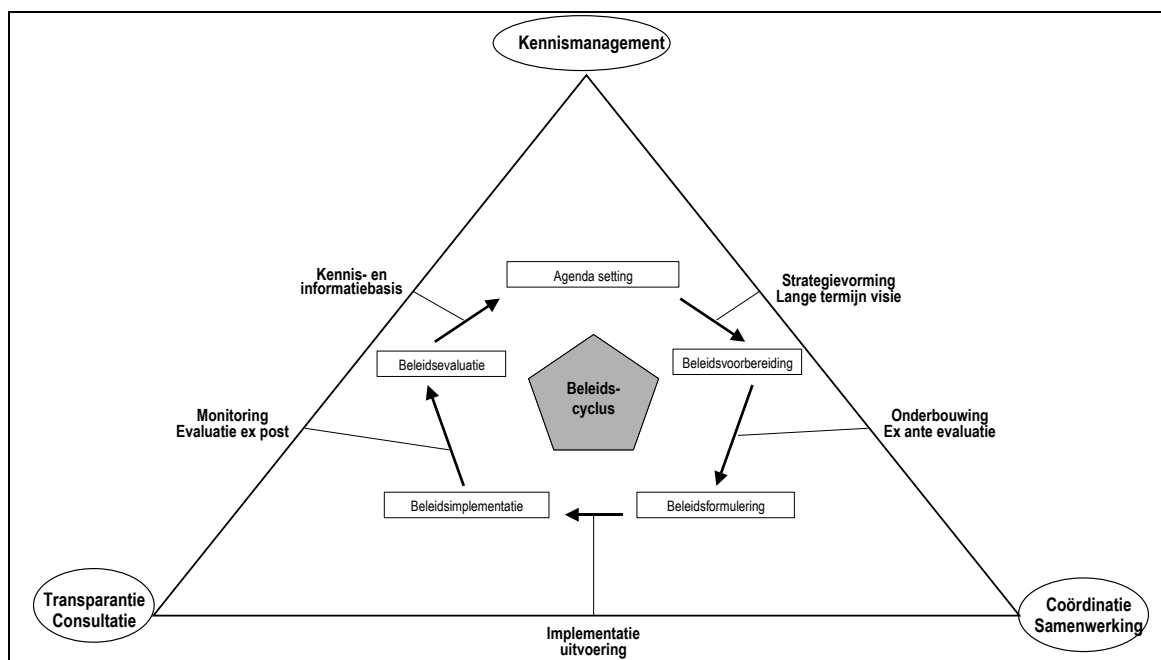 Kennismanagement
Kennis- en
informatiebasis
Agenda setting
Strategievorming
Lange termijn visie
Beleidsevaluatie
Beleids-
cyclus
Beleidsvoorbereiding
Monitoring
Evaluatie ex post
Onderbouwing
Ex ante evaluatie
Beleidsimplementatie
Beleidsformulering
Transparantie
Consultatie
Implementatie
uitvoering
Coördinatie
Samenwerking